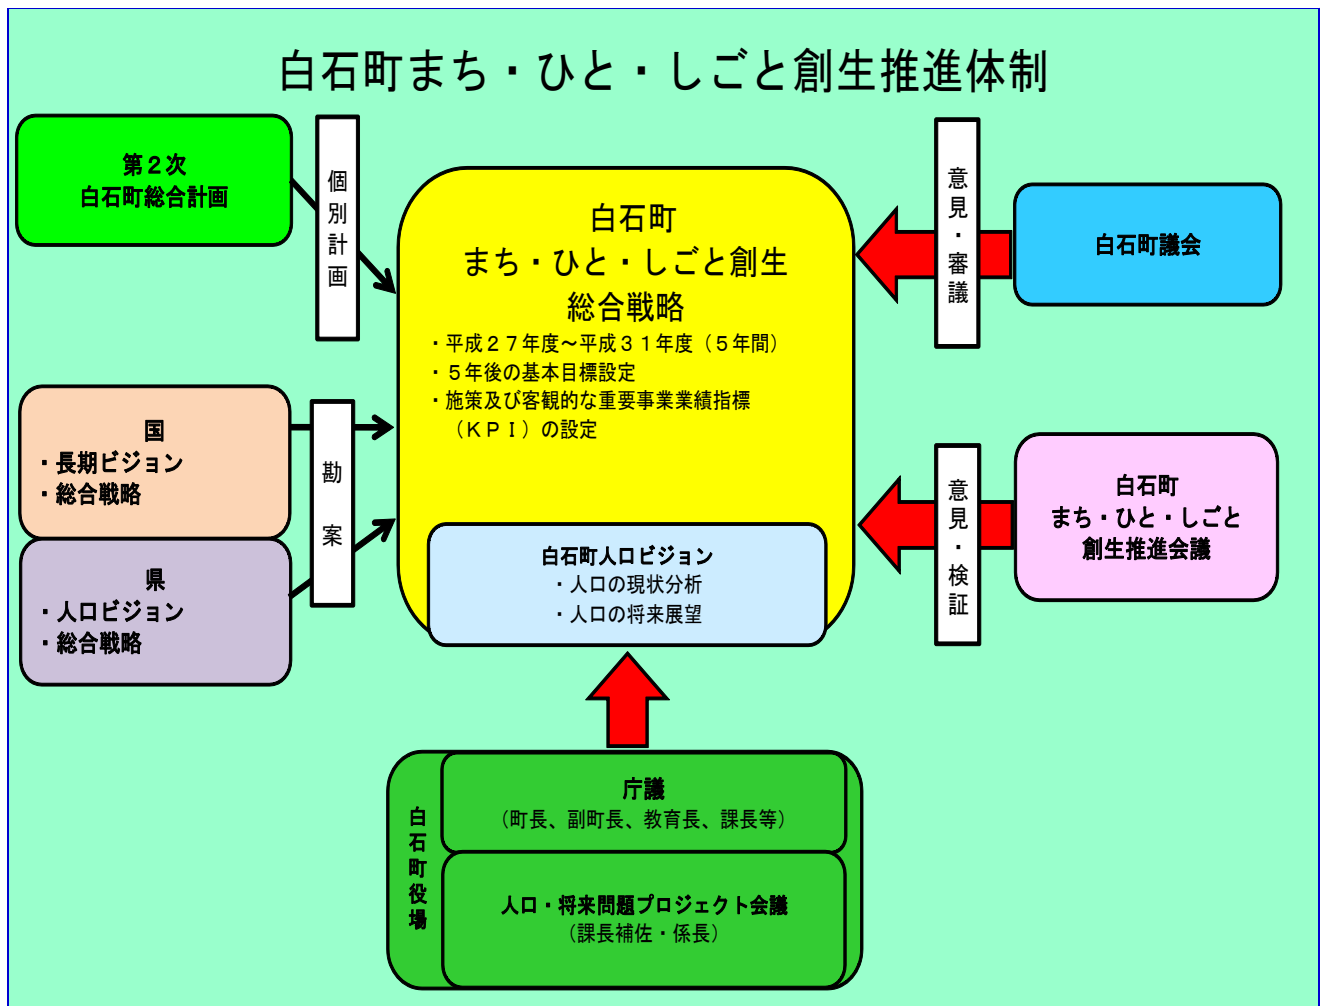 白石町まち・ひと・しごと創生推進体制
第２次
白石町総合計画
個別計画
国
・長期ビジョン
・総合戦略
県
・人口ビジョン
・総合戦略
勘案
白石町
まち・ひと・しごと創生
総合戦略
・平成２７年度～平成３１年度（５年間）
・５年後の基本目標設定
・施策及び客観的な重要事業業績指標
（ＫＰＩ）の設定
白石町人口ビジョン
・人口の現状分析
・人口の将来展望
意見・審議
白石町議会
意見・検証
白石町
まち・ひと・しごと
創生推進会議
白石町役場
庁議
（町長、副町長、教育長、課長等）
人口・将来問題プロジェクト会議
（課長補佐・係長）